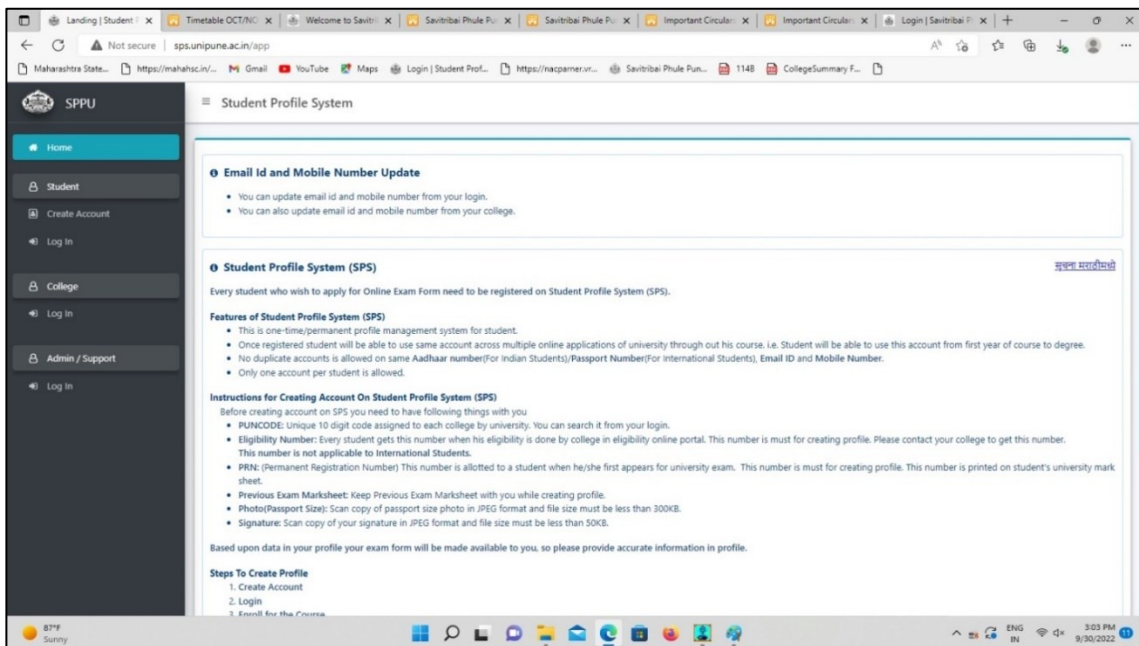 Landing | Student P
Timetable OCT/NO
Welcome to Savitri
Savitribai Phule Pu
Savitribai Phule Pu
Important Circular
Important Circular
Login | Savitribai P
Not secure | sps.unipune.ac.in/app
Maharashtra State...
https://mahahsc.in/...
Gmail
YouTube
Maps
Login | Student Prof...
https://nacparner.vr...
Savitribai Phule Pun...
1148
CollegeSummary F...
SPPU
Student Profile System
Home
Student
Create Account
Log In
College
Log In
Admin / Support
Log In
Email Id and Mobile Number Update
• You can update email id and mobile number from your login.
• You can also update email id and mobile number from your college.
Student Profile System (SPS)
सूचना मराठीमध्ये
Every student who wish to apply for Online Exam Form need to be registered on Student Profile System (SPS).
Features of Student Profile System (SPS)
• This is one-time/permanent profile management system for student.
• Once registered student will be able to use same account across multiple online applications of university through out his course. i.e. Student will be able to use this account from first year of course to degree.
• No duplicate accounts is allowed on same Aadhaar number(For Indian Students)/Passport Number(For International Students), Email ID and Mobile Number.
• Only one account per student is allowed.
Instructions for Creating Account On Student Profile System (SPS)
Before creating account on SPS you need to have following things with you
• PUNCODE: Unique 10 digit code assigned to each college by university. You can search it from your login.
• Eligibility Number: Every student gets this number when his eligibility is done by college in eligibility online portal. This number is must for creating profile. Please contact your college to get this number.
This number is not applicable to International Students.
• PRN: (Permanent Registration Number) This number is allotted to a student when he/she first appears for university exam. This number is must for creating profile. This number is printed on student's university mark
sheet.
• Previous Exam Marksheet: Keep Previous Exam Marksheet with you while creating profile.
• Photo(Passport Size): Scan copy of passport size photo in JPEG format and file size must be less than 300KB.
• Signature: Scan copy of your signature in JPEG format and file size must be less than 50KB.
Based upon data in your profile your exam form will be made available to you, so please provide accurate information in profile.
Steps To Create Profile
1. Create Account
2. Login
3. Enroll for the Course
87°F
Sunny
ENG
IN
3:03 PM
9/30/2022
11